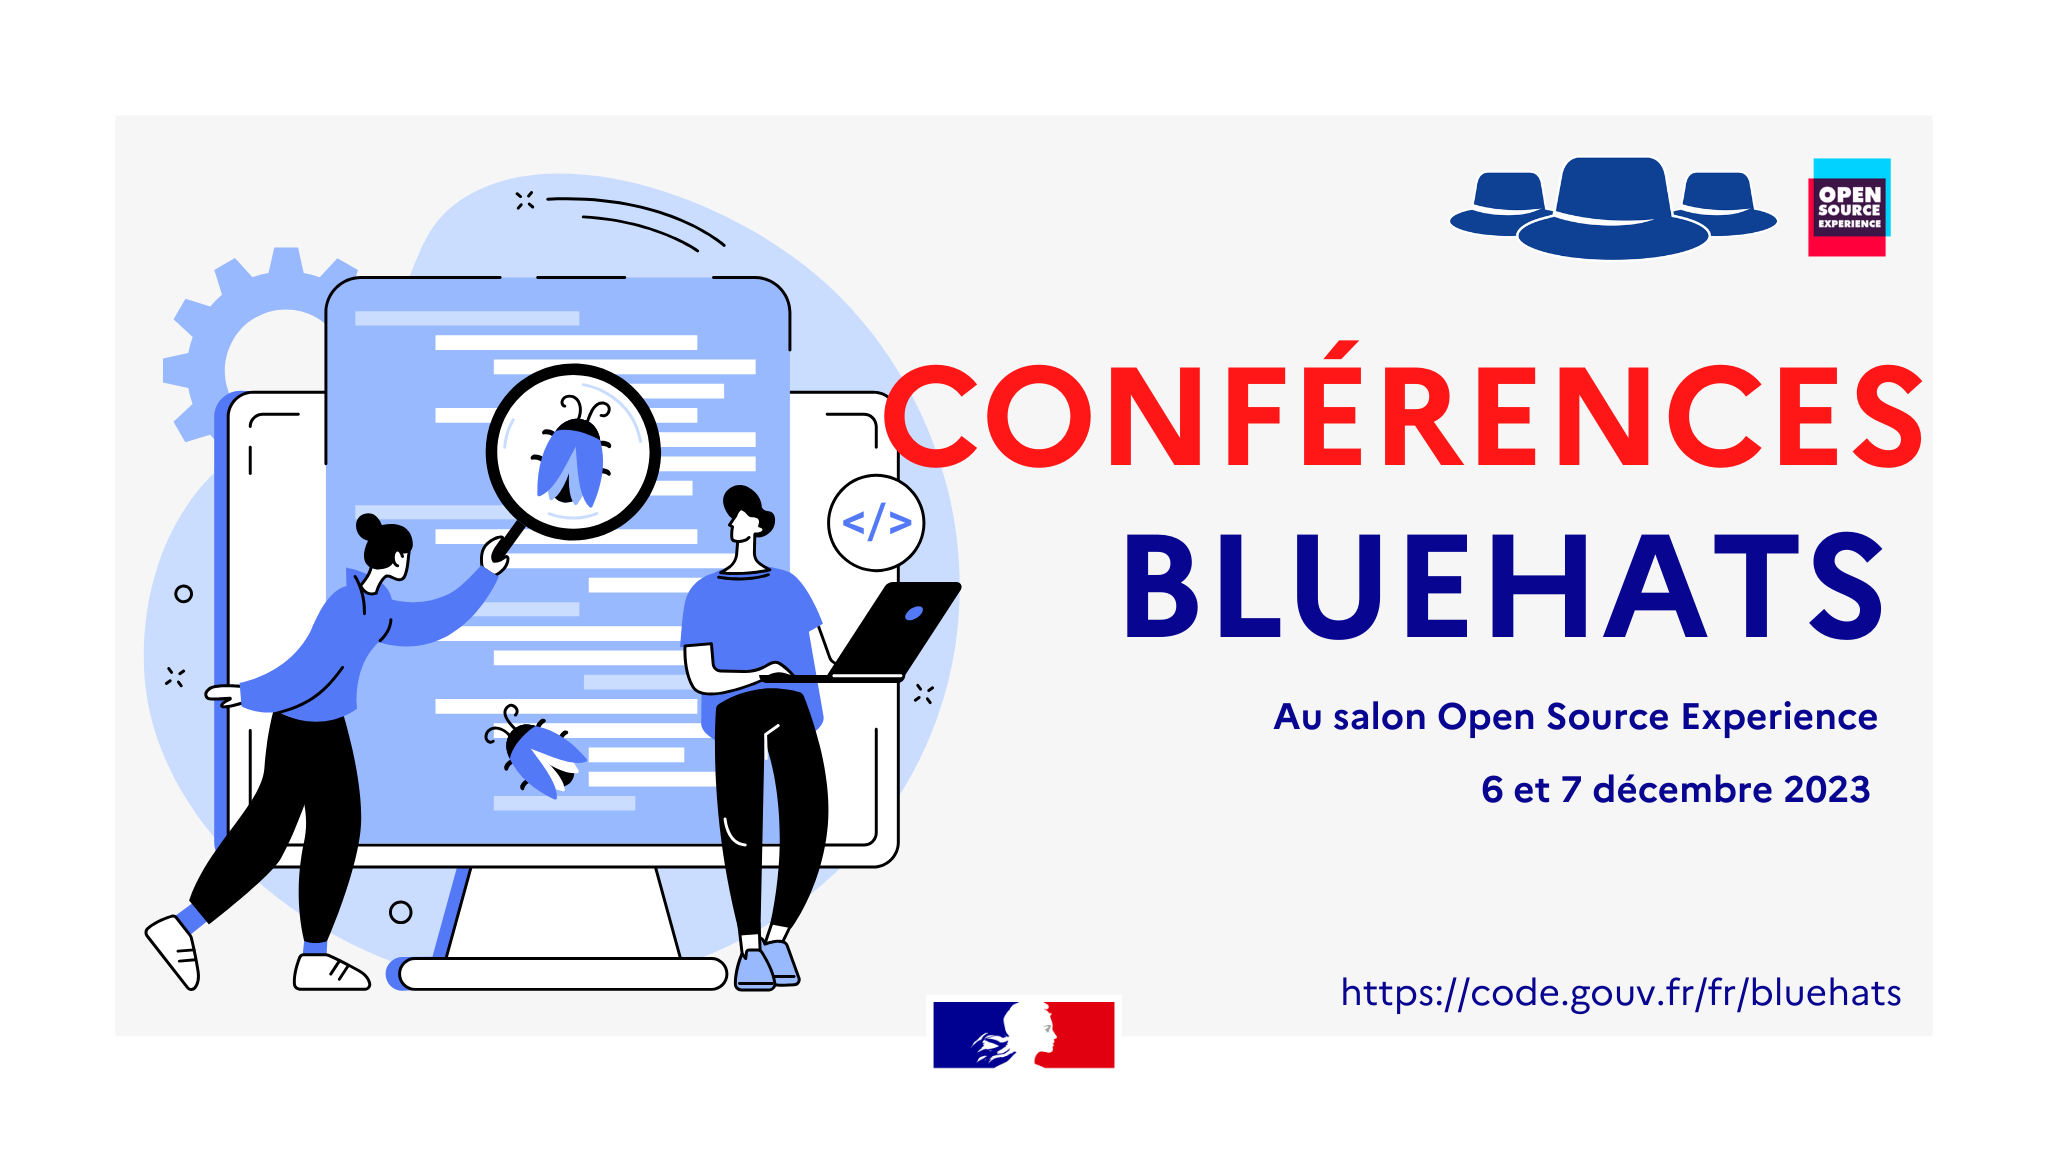 OPEN
SOURCE
EXPERIENCE
CONFÉRENCES
</>
BLUEHATS
Au salon Open Source Experience
6 et 7 décembre 2023
https://code.gouv.fr/fr/bluehats